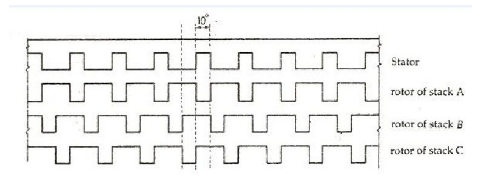 10°
Stator
rotor of stack A
rotor of stack B
rotor of stack C